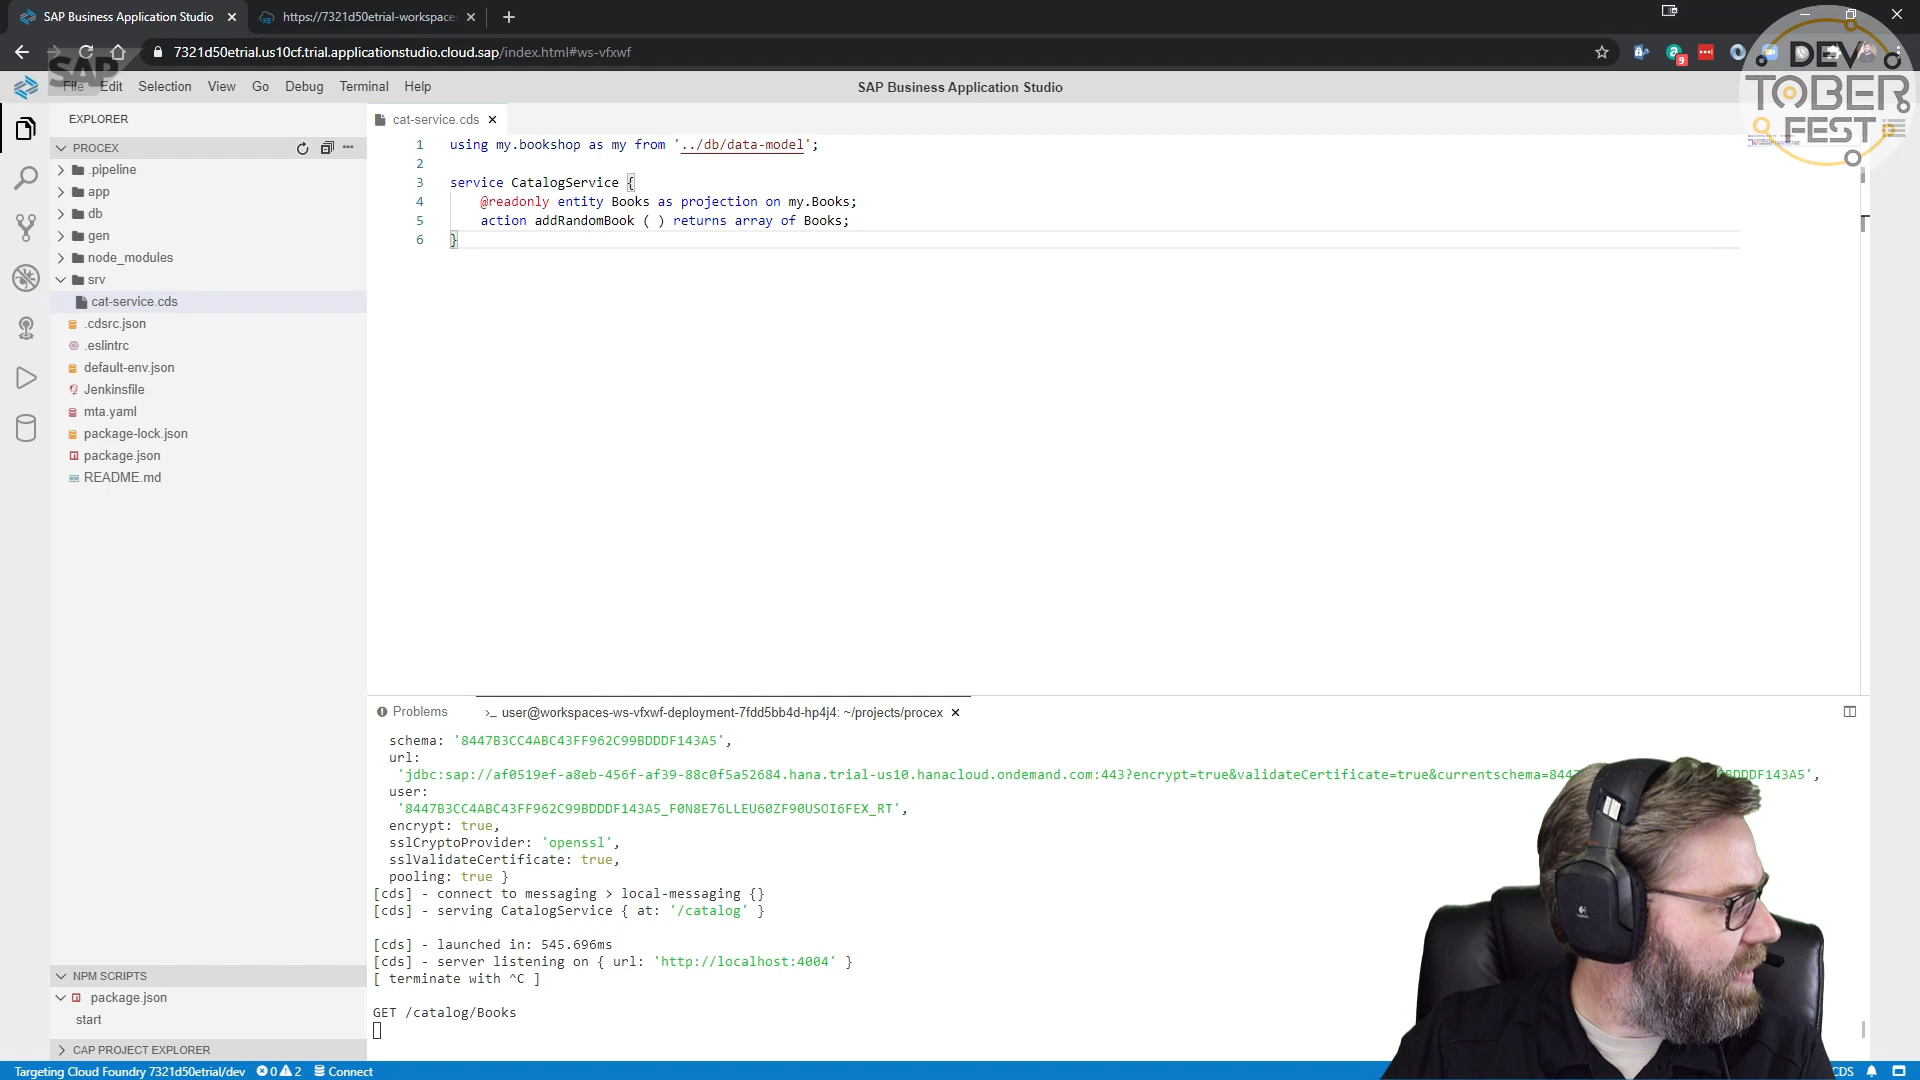 SAP Business Application Studio
https://7321d50etrial-workspaces
7321d50etrial.us10cf.trial.applicationstudio.cloud.sap/index.html#ws-vfxwf
SAP
DEV
TOBER
FEST
File Edit Selection View Go Debug Terminal Help
SAP Business Application Studio
EXPLORER
PROCEX
.pipeline
app
db
gen
node_modules
srv
cat-service.cds
.cdsrc.json
.eslintrc
default-env.json
Jenkinsfile
mta.yaml
package-lock.json
package.json
README.md
NPM SCRIPTS
package.json
start
CAP PROJECT EXPLORER
cat-service.cds
1 using my.bookshop as my from '../db/data-model';
2
3 service CatalogService {
4 @readonly entity Books as projection on my.Books;
5 action addRandomBook ( ) returns array of Books;
6 }
Problems
>_ user@workspaces-ws-vfxwf-deployment-7fdd5bb4d-hp4j4: ~/projects/procex
schema: '8447B3CC4ABC43FF962C99BDDDF143A5',
url:
'jdbc:sap://af0519ef-a8eb-456f-af39-88c0f5a52684.hana.trial-us10.hanacloud.ondemand.com:443?encrypt=true&validateCertificate=true&currentschema=8447 BDDDF143A5',
user:
'8447B3CC4ABC43FF962C99BDDDF143A5_F0N8E76LLEU60ZF90USOI6FEX_RT',
encrypt: true,
sslCryptoProvider: 'openssl',
sslValidateCertificate: true,
pooling: true }
[cds] - connect to messaging > local-messaging {}
[cds] - serving CatalogService { at: '/catalog' }
[cds] - launched in: 545.696ms
[cds] - server listening on { url: 'http://localhost:4004' }
[ terminate with ^C ]
GET /catalog/Books
Targeting Cloud Foundry 7321d50etrial/dev 0 2 Connect
CDS